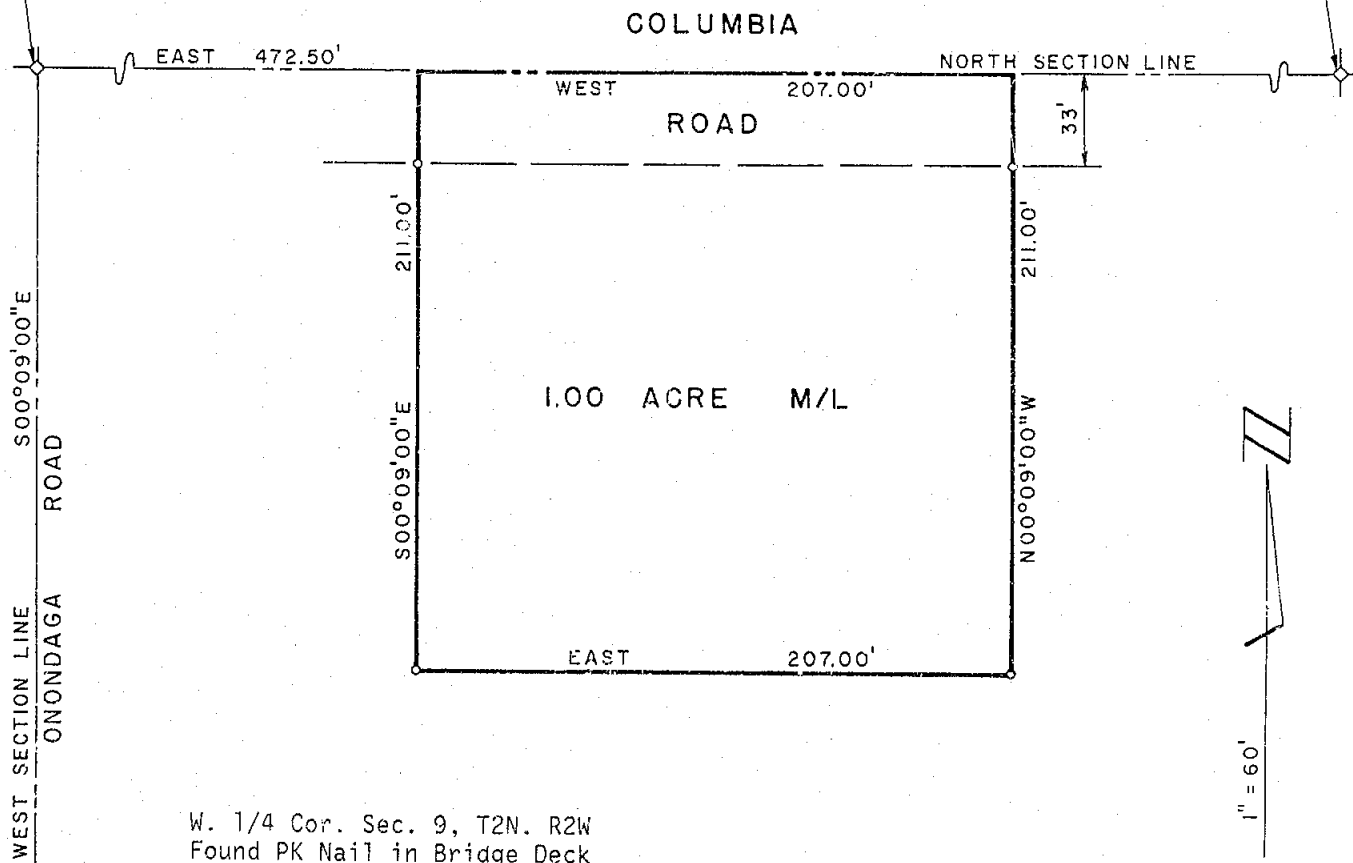 COLUMBIA
EAST 472.50'
NORTH SECTION LINE
WEST 207.00'
ROAD
33'
211.00'
211.00'
S00°09'00"E
1.00 ACRE M/L
S00°09'00"E
N00°09'00"W
ROAD
ONONDAGA
WEST SECTION LINE
EAST 207.00'
N
1" = 60'
W. 1/4 Cor. Sec. 9, T2N. R2W
Found PK Nail in Bridge Deck